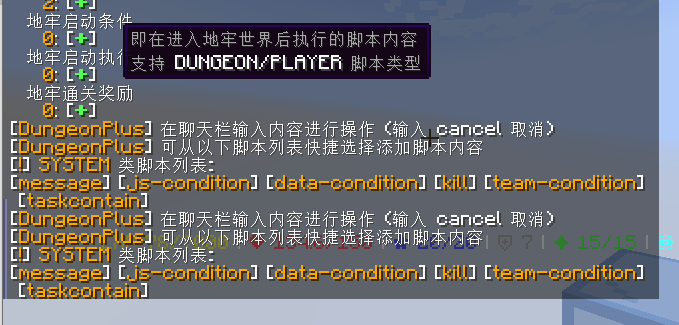 2: [+]
地牢启动条件
0: [+]
即在进入地牢世界后执行的脚本内容
地牢启动执行
支持 DUNGEON/PLAYER 脚本类型
0: [+]
地牢通关奖励
0: [+]
[DungeonPlus] 在聊天栏输入内容进行操作 (输入 cancel 取消)
[DungeonPlus] 可从以下脚本列表快捷选择添加脚本内容
[!] SYSTEM 类脚本列表:
[message] [js-condition] [data-condition] [kill] [team-condition]
[taskcontain]
[DungeonPlus] 在聊天栏输入内容进行操作 (输入 cancel 取消)
[DungeonPlus] 可从以下脚本列表快捷选择添加脚本内容
7 | 15/15 |
[!] SYSTEM 类脚本列表:
[message] [js-condition] [data-condition] [kill] [team-condition]
[taskcontain]